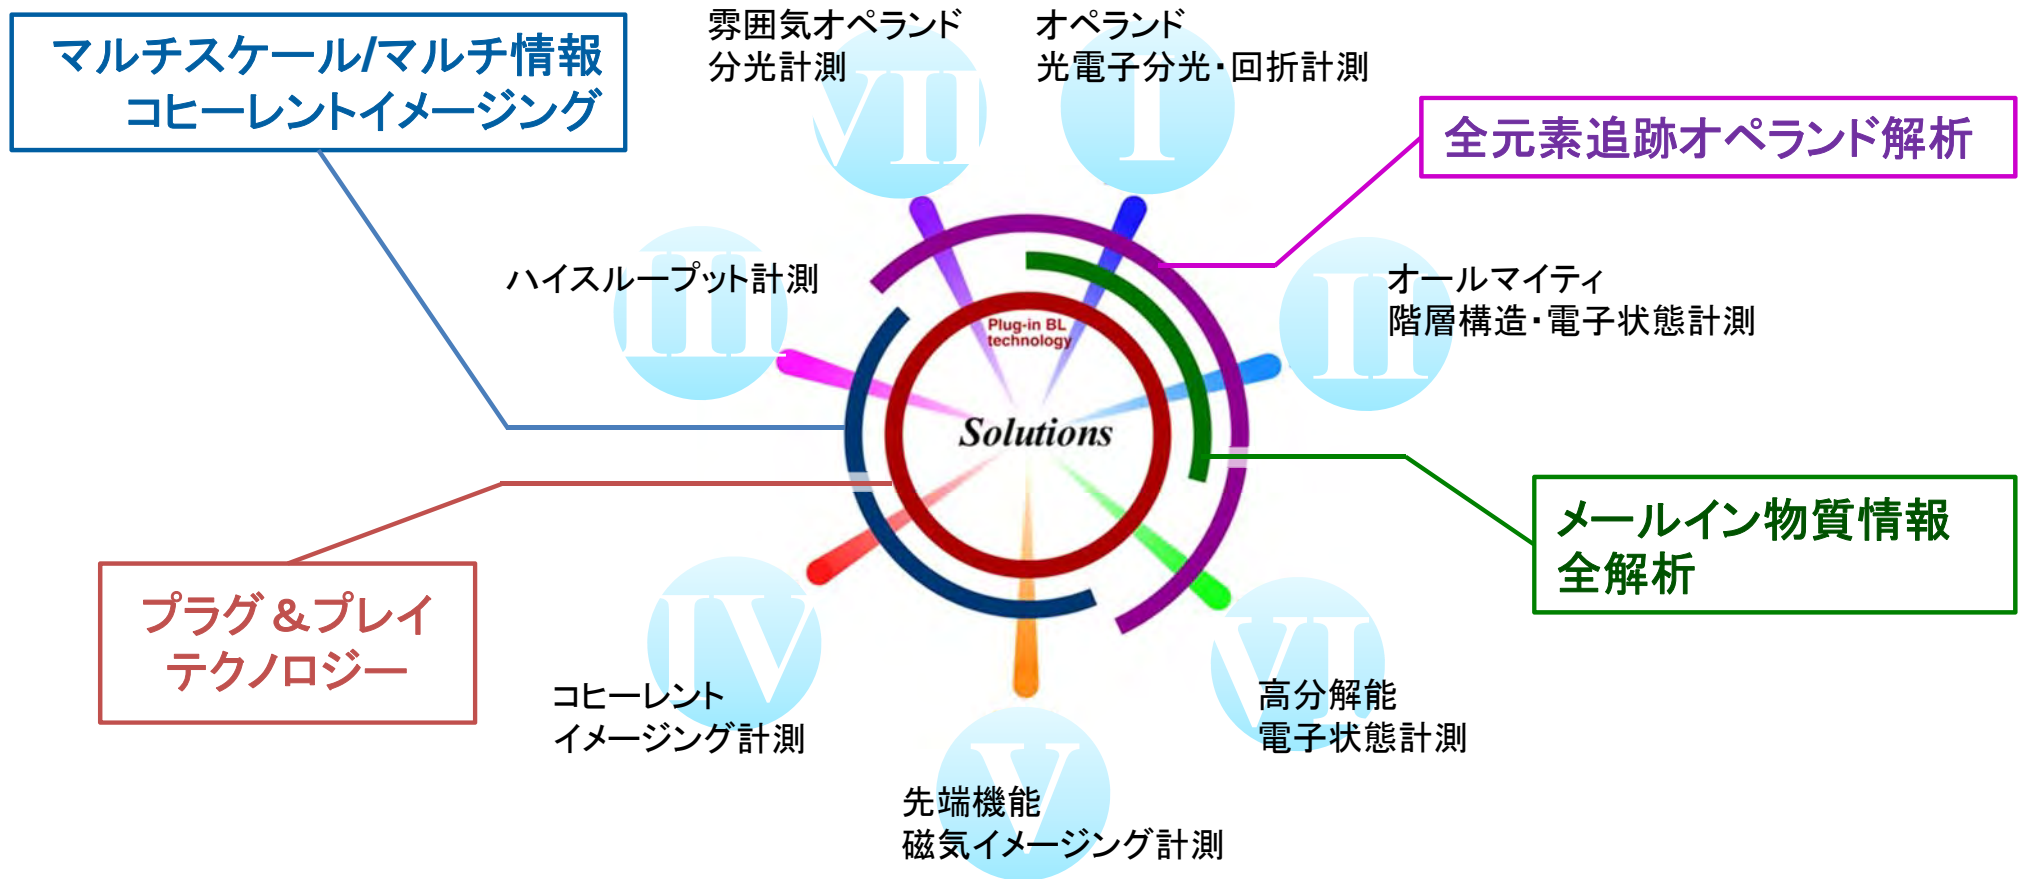 マルチスケール/マルチ情報
コヒーレントイメージング
雰囲気オペランド
分光計測
VII
オペランド
光電子分光・回折計測
I
全元素追跡オペランド解析
ハイスループット計測
III
オールマイティ
階層構造・電子状態計測
II
Plug-in BL
technology
Solutions
メールイン物質情報
全解析
プラグ&プレイ
テクノロジー
IV
コヒーレント
イメージング計測
VI
高分解能
電子状態計測
V
先端機能
磁気イメージング計測